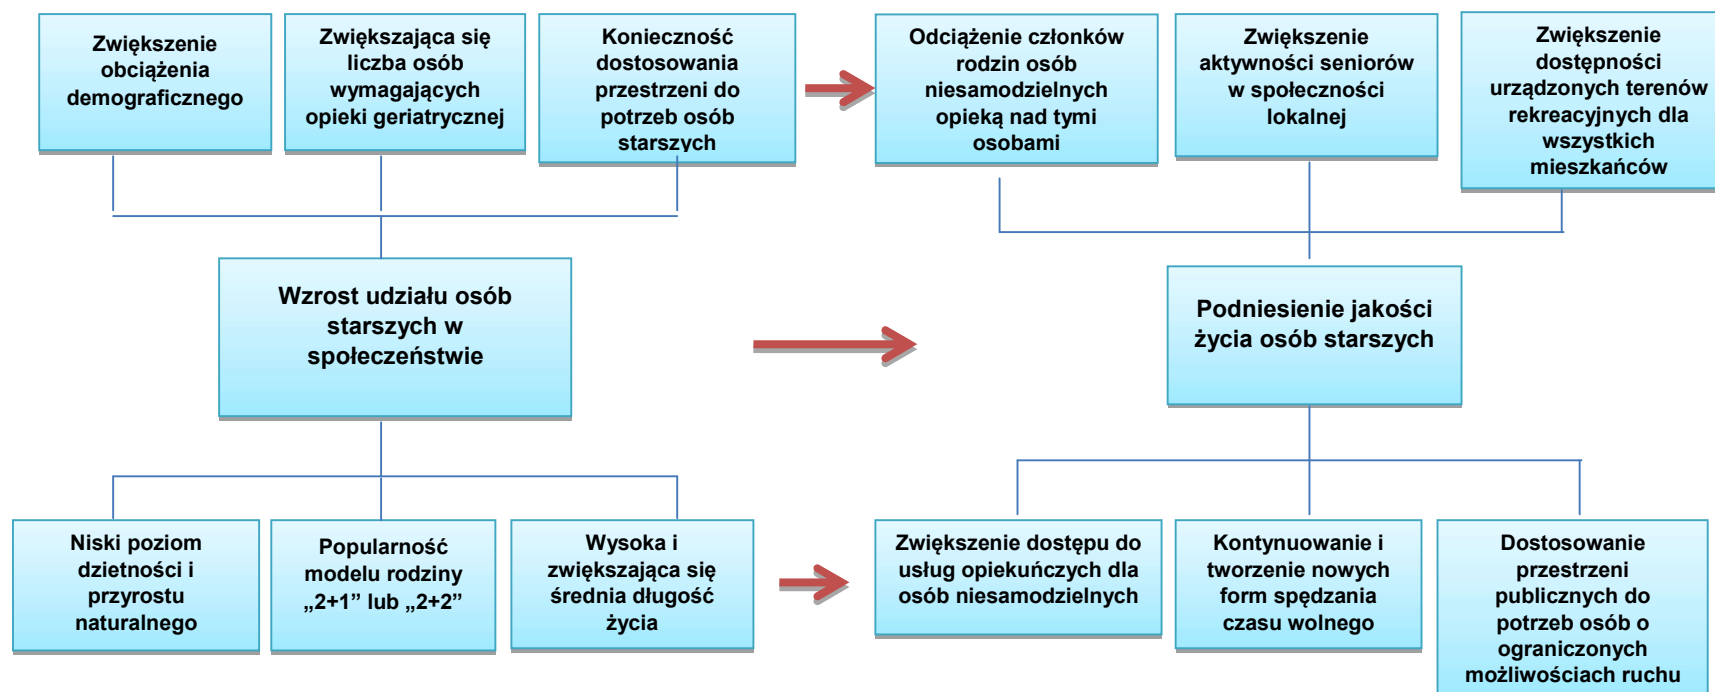 Zwiększenie
obciążenia
demograficznego
Zwiększająca się
liczba osób
wymagających
opieki geriatrycznej
Konieczność
dostosowania
przestrzeni do
potrzeb osób
starszych
Odciążenie członków
rodzin osób
niesamodzielnych
opieką nad tymi
osobami
Zwiększenie
aktywności seniorów
w społeczności
lokalnej
Zwiększenie
dostępności
urządzonych terenów
rekreacyjnych dla
wszystkich
mieszkańców
Wzrost udziału osób
starszych w
społeczeństwie
Podniesienie jakości
życia osób starszych
Niski poziom
dzietności i
przyrostu
naturalnego
Popularność
modelu rodziny
„2+1” lub „2+2”
Wysoka i
zwiększająca się
średnia długość
życia
Zwiększenie dostępu do
usług opiekuńczych dla
osób niesamodzielnych
Kontynuowanie i
tworzenie nowych
form spędzania
czasu wolnego
Dostosowanie
przestrzeni
publicznych do
potrzeb osób o
ograniczonych
możliwościach ruchu